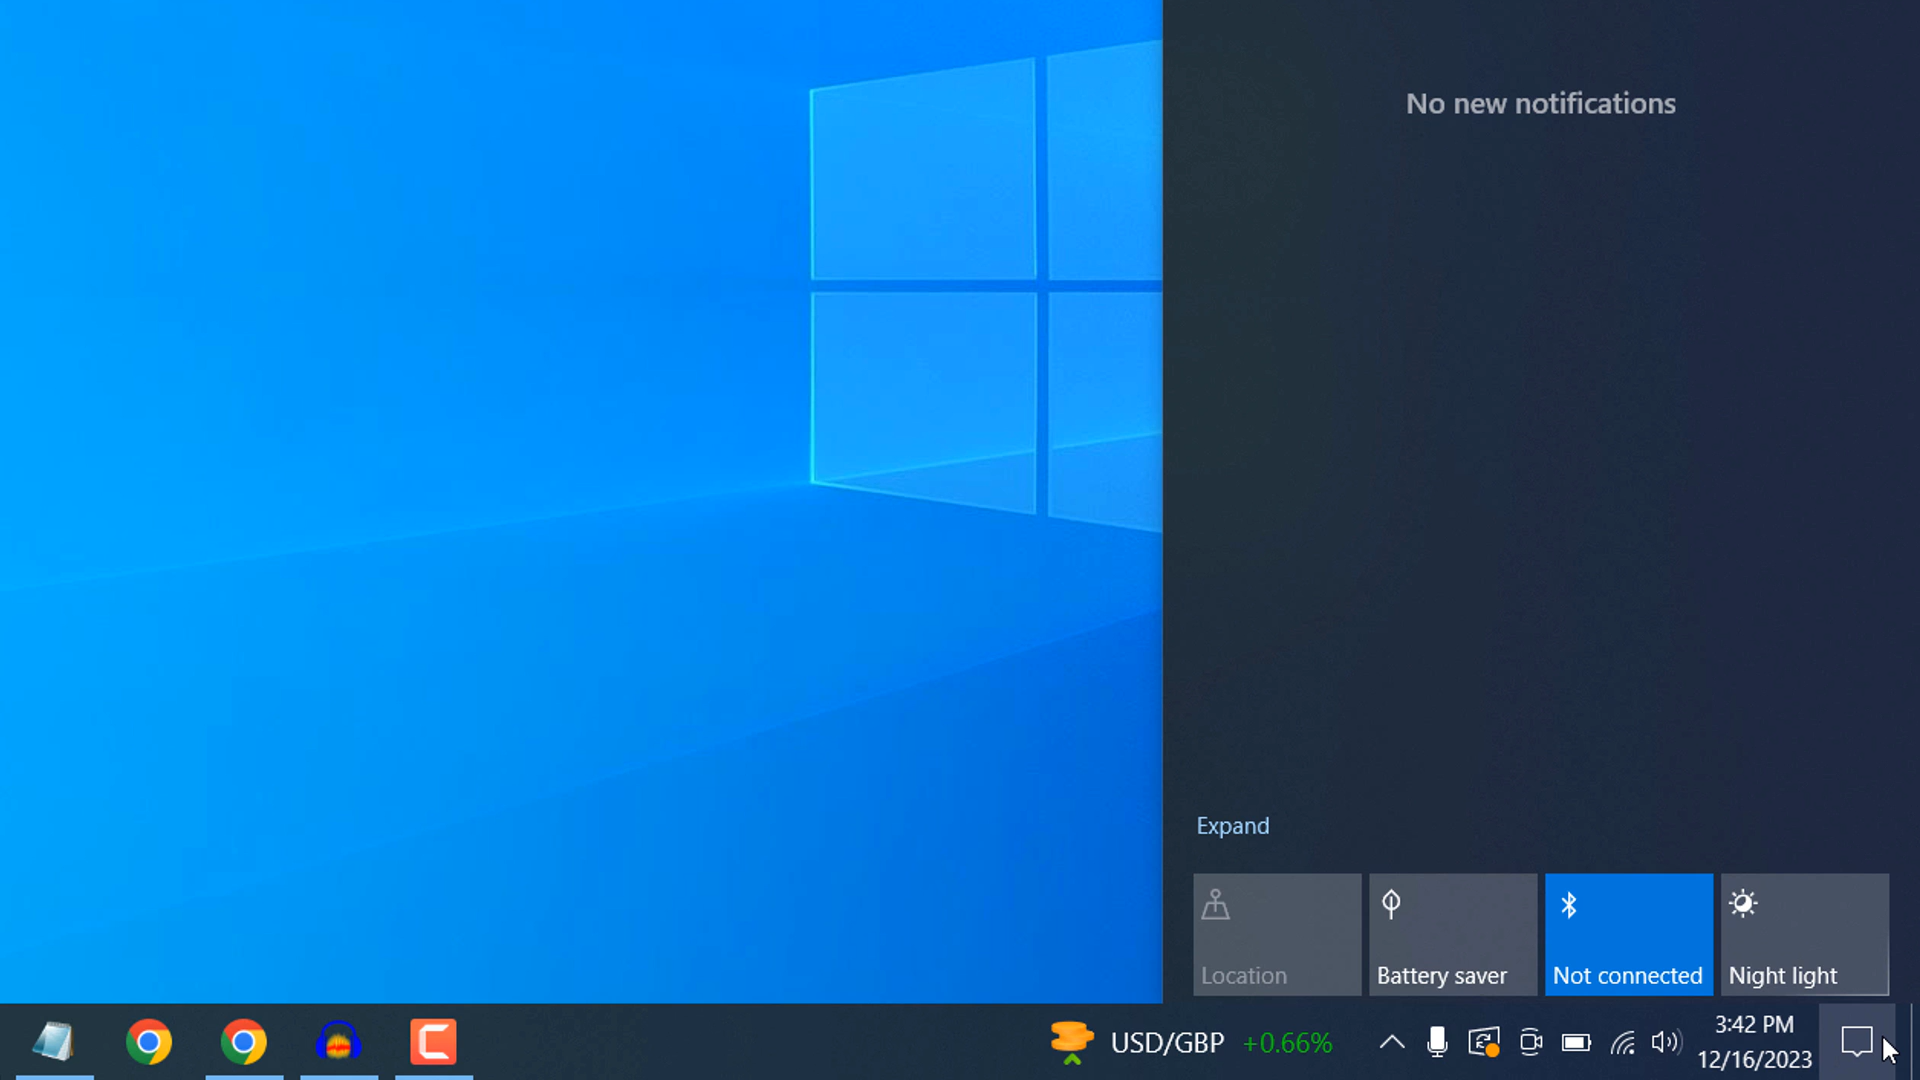 No new notifications
Expand
Location
Battery saver
Not connected
Night light
USD/GBP +0.66%
3:42 PM
12/16/2023